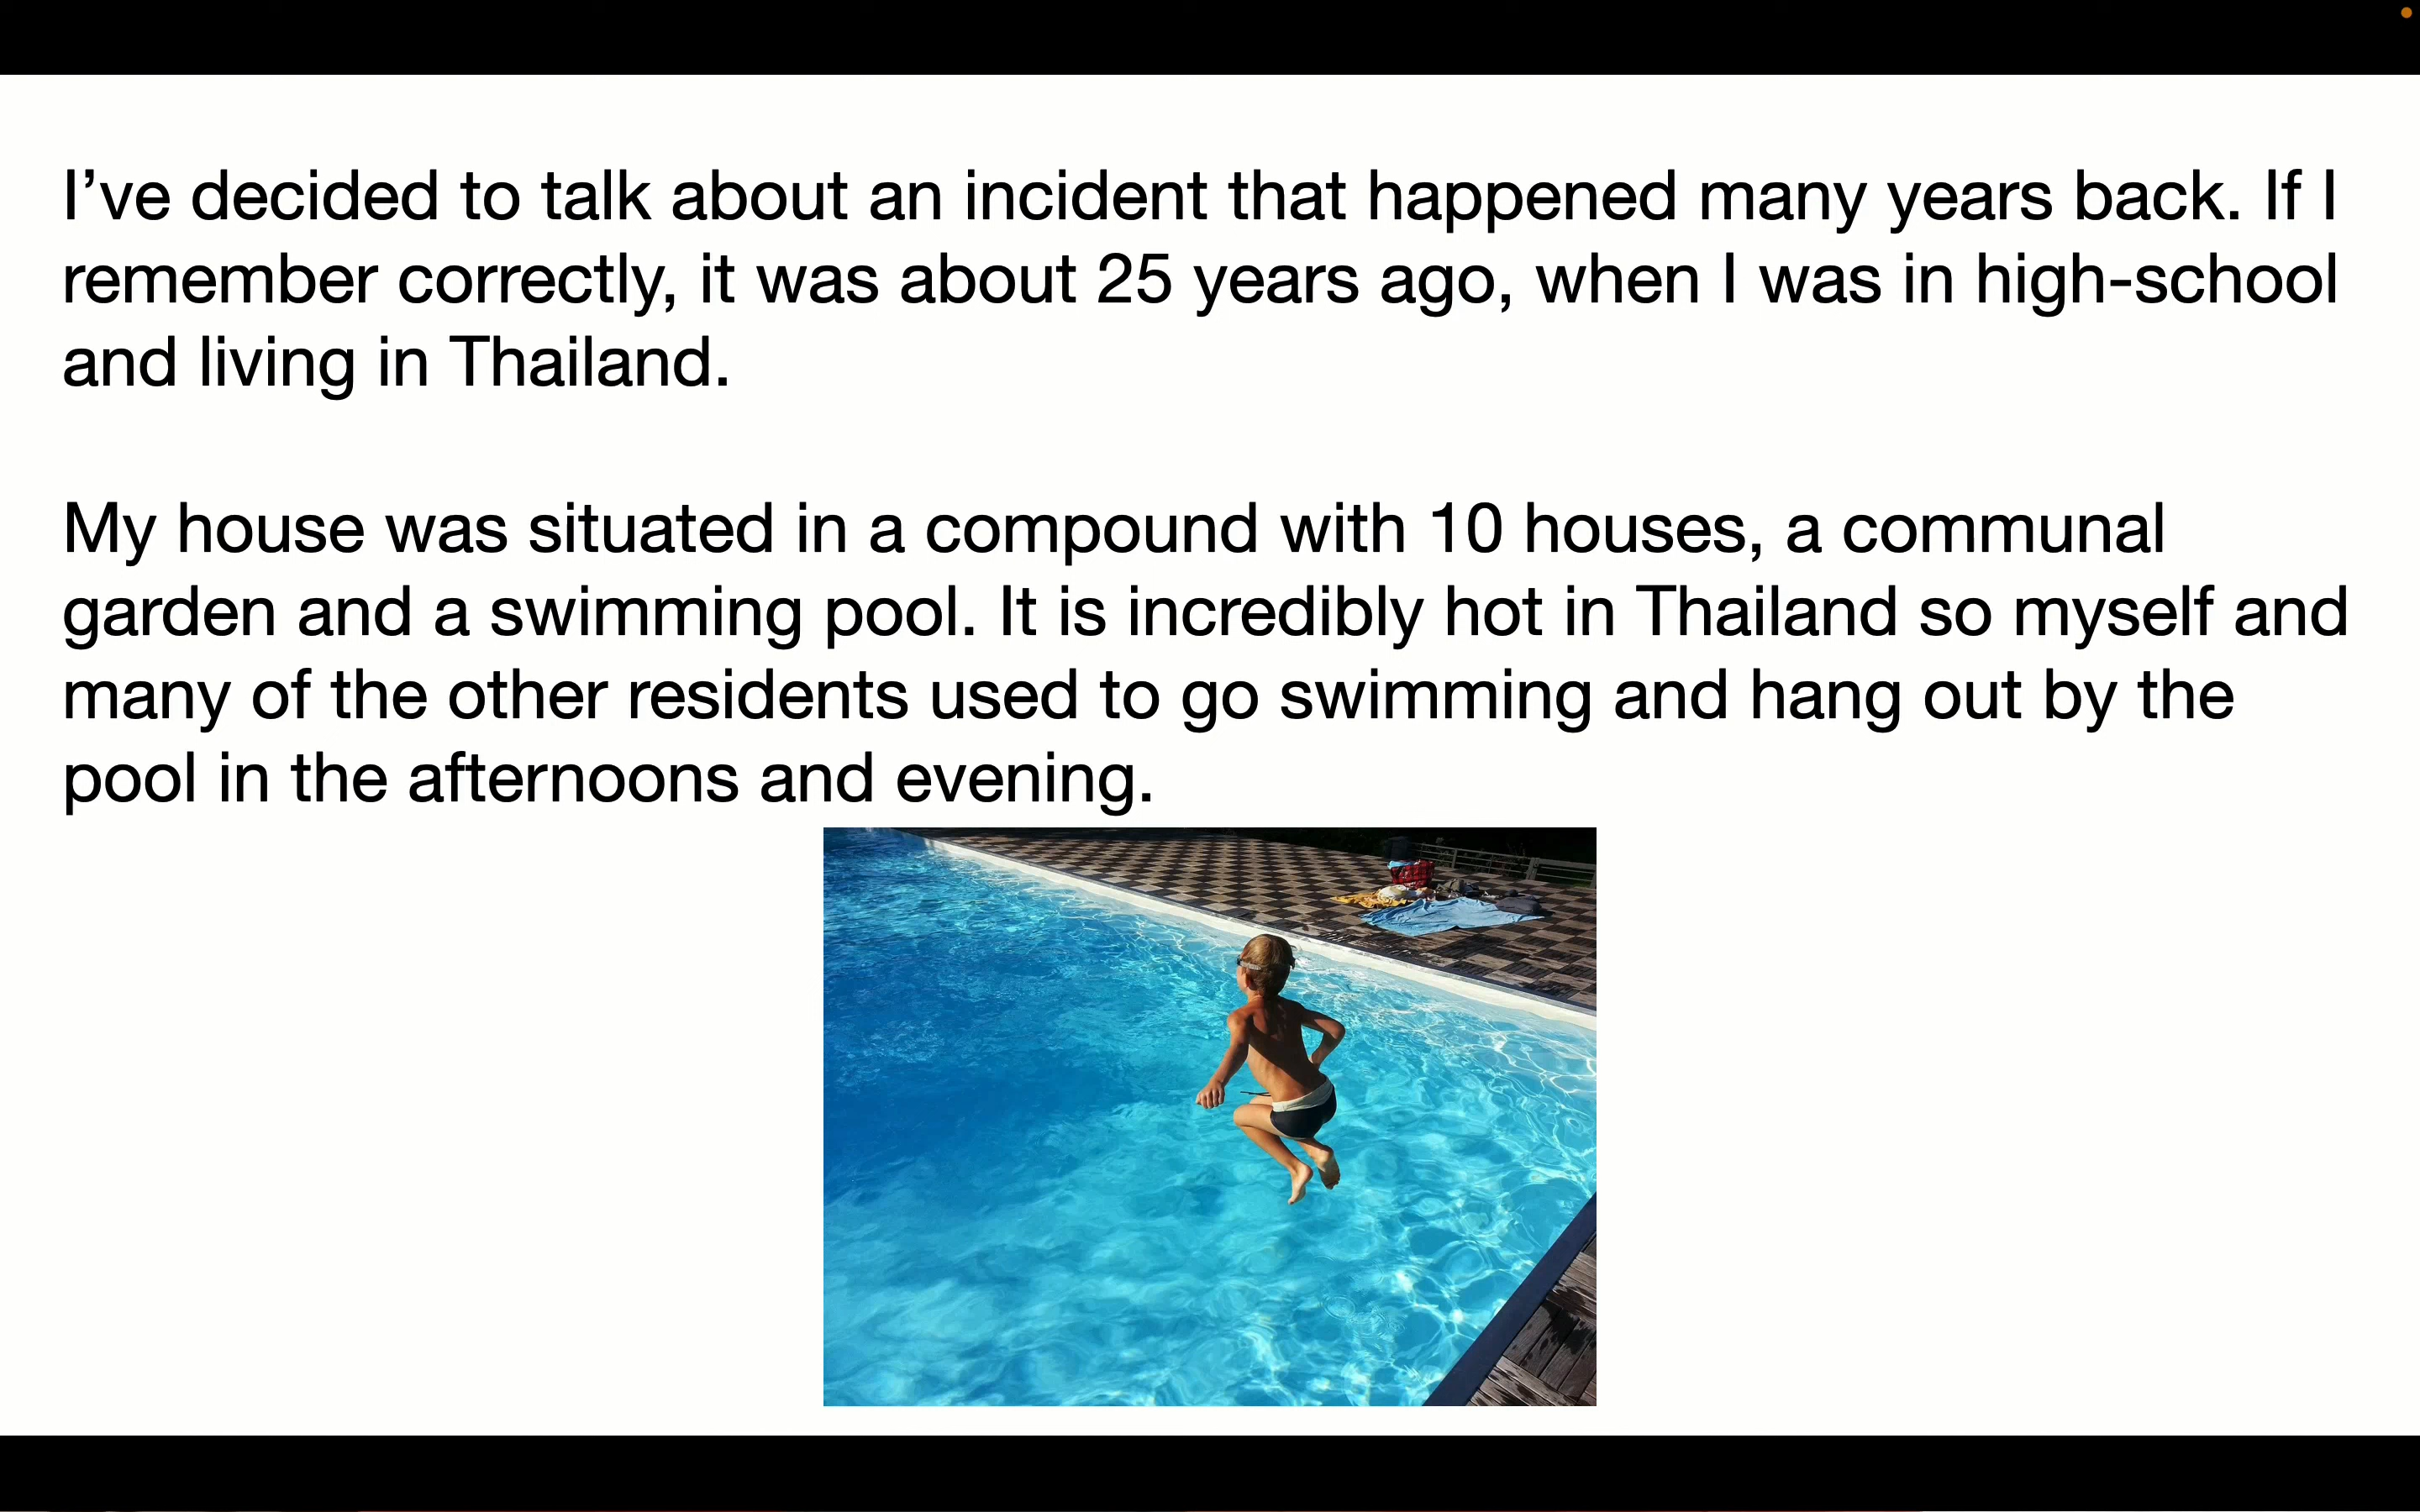 I’ve decided to talk about an incident that happened many years back. If I
remember correctly, it was about 25 years ago, when I was in high-school
and living in Thailand.
My house was situated in a compound with 10 houses, a communal
garden and a swimming pool. It is incredibly hot in Thailand so myself and
many of the other residents used to go swimming and hang out by the
pool in the afternoons and evening.